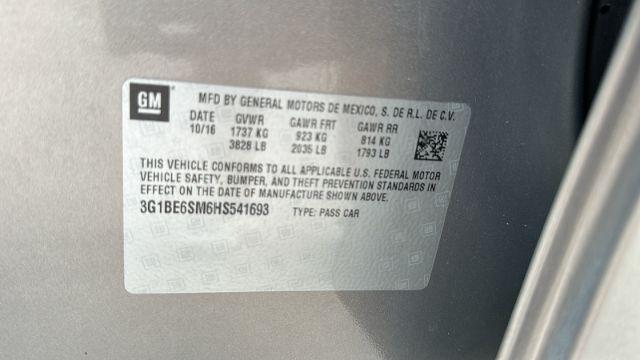 GM
MFD BY GENERAL MOTORS DE MEXICO, S. DE R.L. DE C.V.
DATE GVWR GAWR FRT GAWR RR
10/16 1737 KG 923 KG 814 KG
3828 LB 2035 LB 1793 LB
THIS VEHICLE CONFORMS TO ALL APPLICABLE U.S. FEDERAL MOTOR
VEHICLE SAFETY, BUMPER, AND THEFT PREVENTION STANDARDS IN
EFFECT ON THE DATE OF MANUFACTURE SHOWN ABOVE.
3G1BE6SM6HS541693 TYPE: PASS CAR